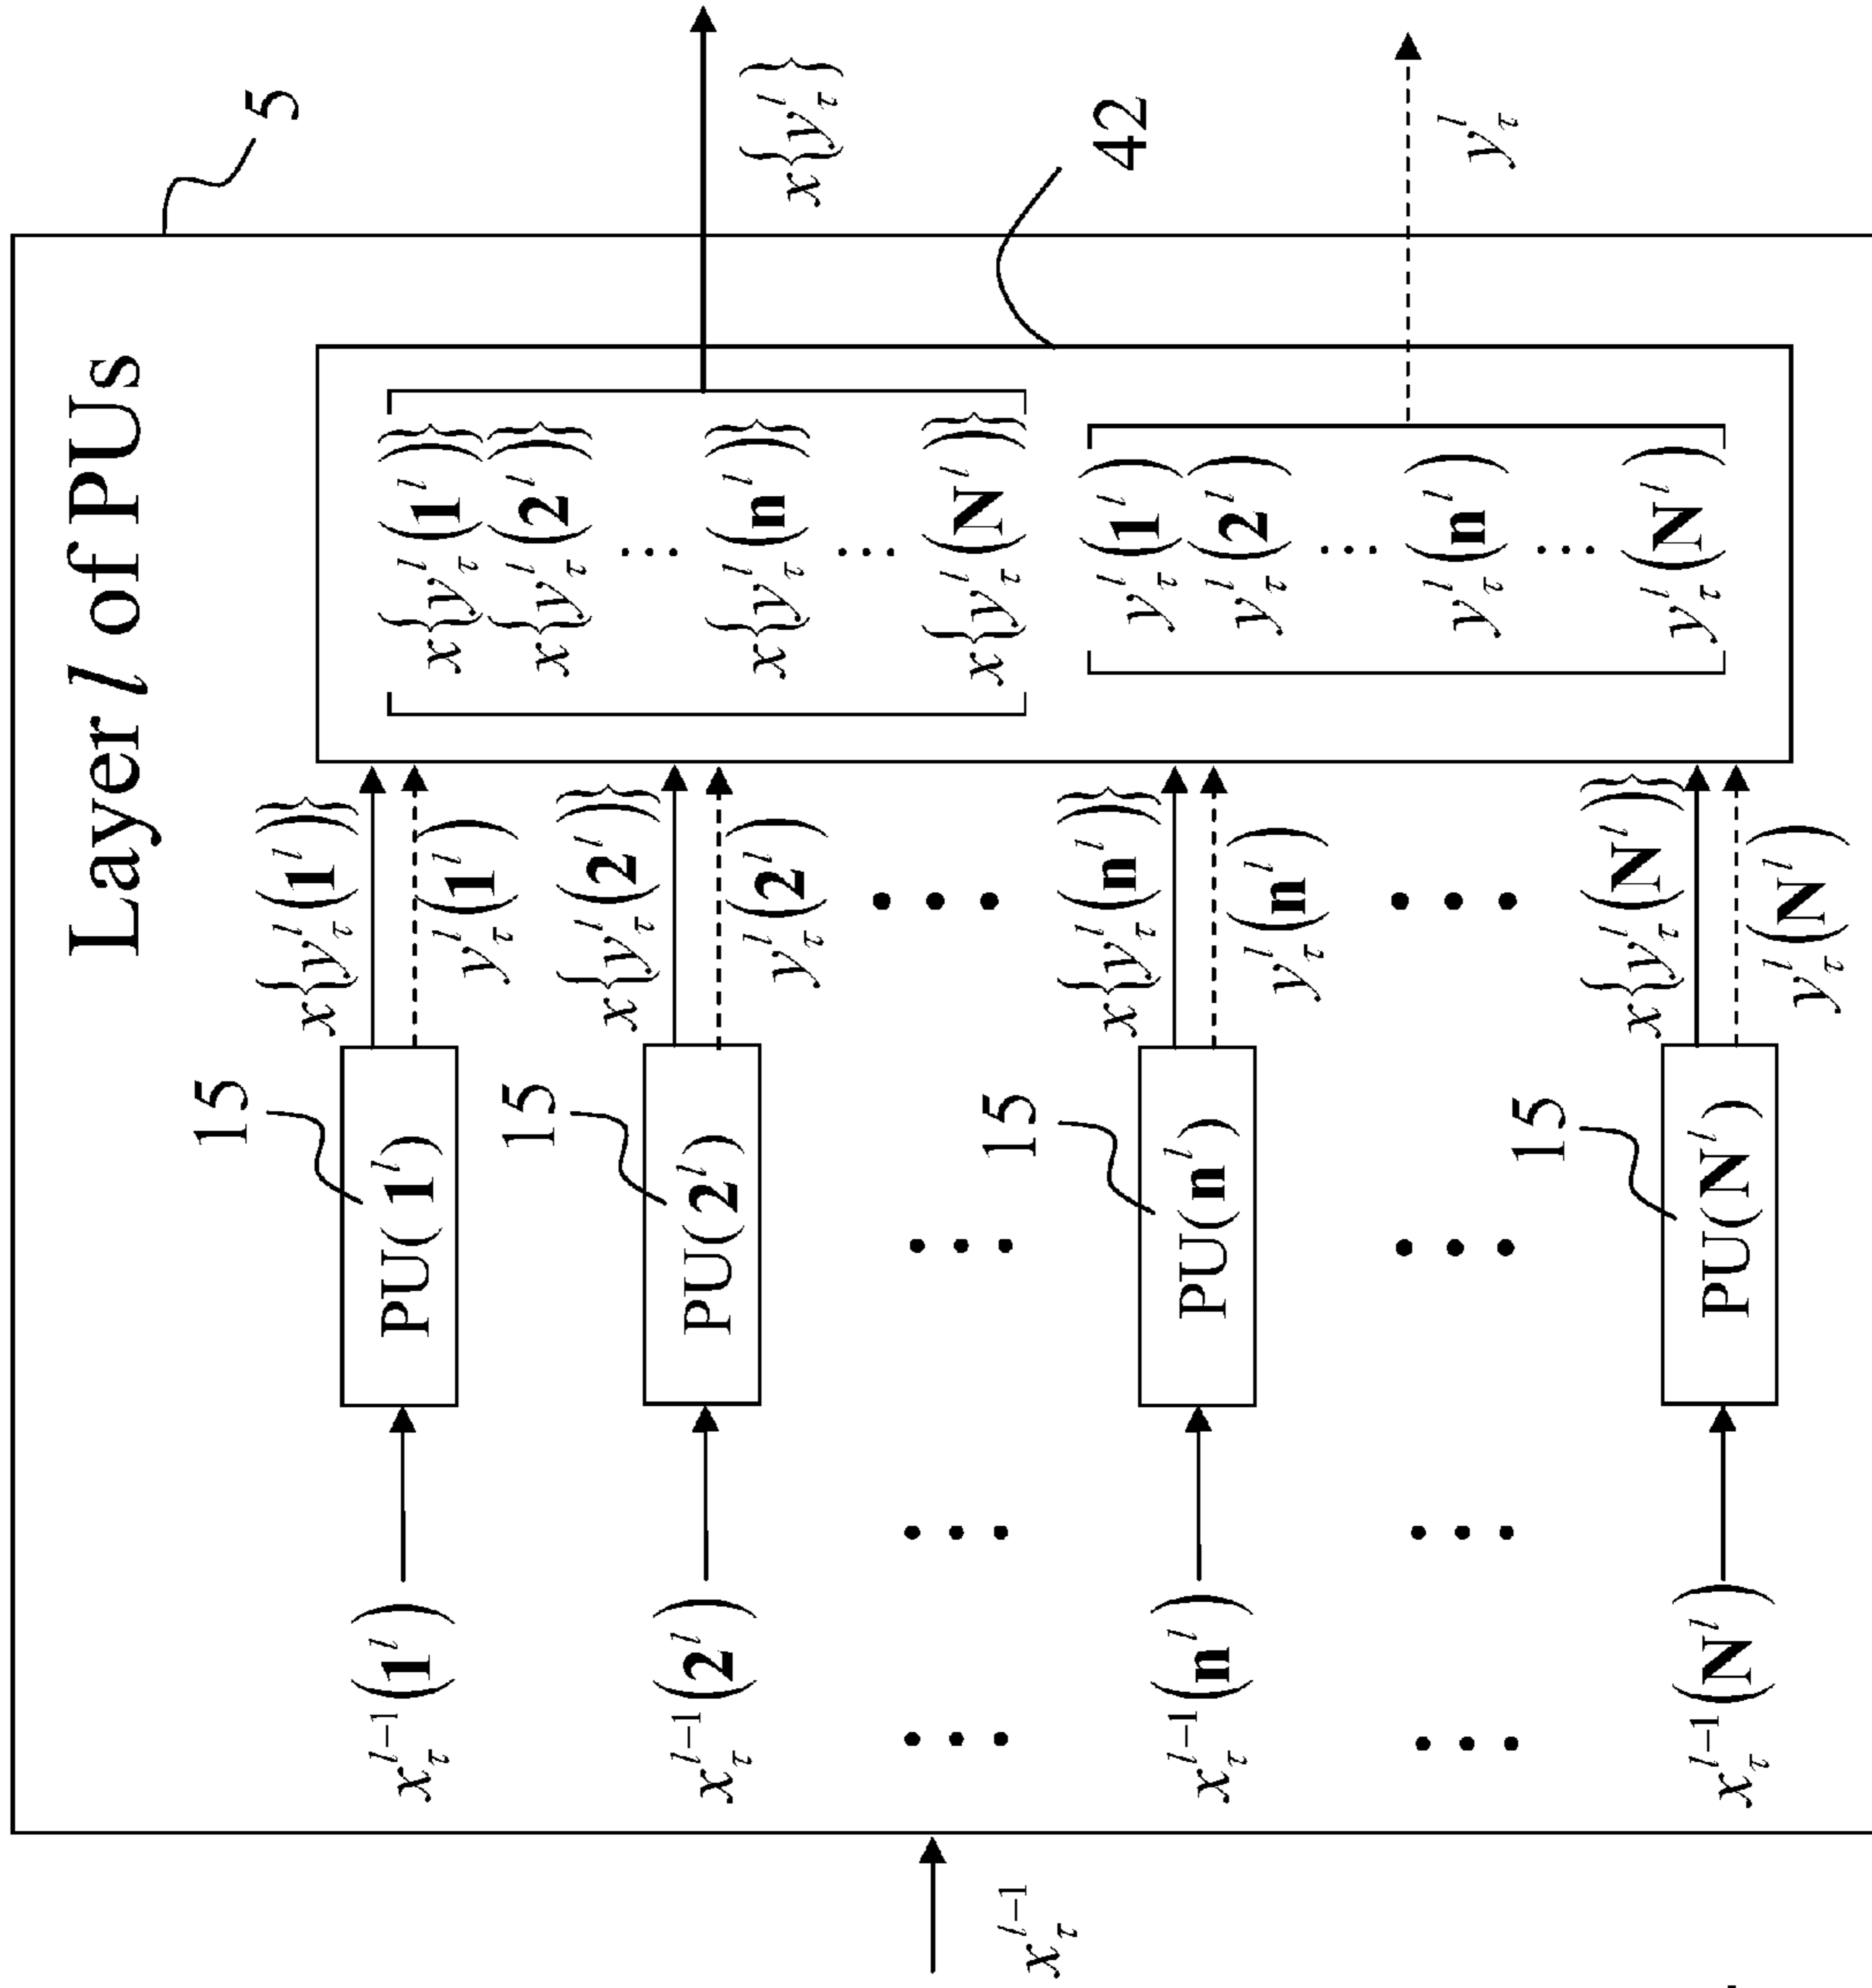 Layer l of PUs
5
42
x_τ^{l−1}
x_τ^{l−1}(1^l)
PU(1^l)
15
x{y_τ^l(1^l)}
y_τ^l(1^l)
x_τ^{l−1}(2^l)
PU(2^l)
15
x{y_τ^l(2^l)}
y_τ^l(2^l)
x_τ^{l−1}(n^l)
PU(n^l)
15
x{y_τ^l(n^l)}
y_τ^l(n^l)
x_τ^{l−1}(N^l)
PU(N^l)
15
x{y_τ^l(N^l)}
y_τ^l(N^l)
x{y_τ^l(1^l)}
x{y_τ^l(2^l)}
x{y_τ^l(n^l)}
x{y_τ^l(N^l)}
y_τ^l(1^l)
y_τ^l(2^l)
y_τ^l(n^l)
y_τ^l(N^l)
x{y_τ^l}
y_τ^l